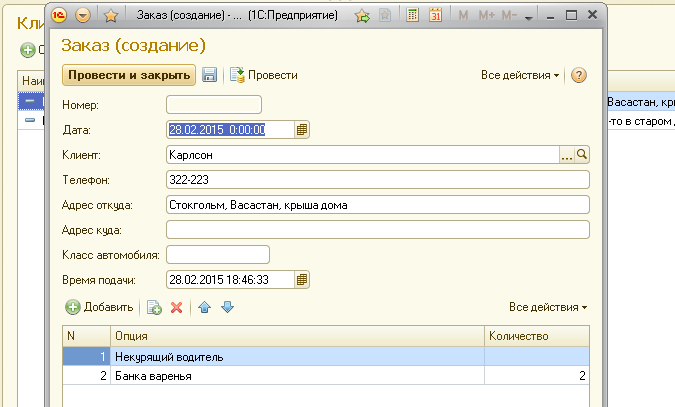 Кли
Заказ (создание) - ... (1С:Предприятие)
M M+ M-
Заказ (создание)
Провести и закрыть Провести Все действия
Номер:
Дата: 28.02.2015 0:00:00
Клиент: Карлсон ...
Телефон: 322-223
Адрес откуда: Стокгольм, Васастан, крыша дома
Адрес куда:
Класс автомобиля:
Время подачи: 28.02.2015 18:46:33
Добавить Все действия
N Опция Количество
1 Некурящий водитель
2 Банка варенья 2
Наи
Васастан, кры
-то в старом д